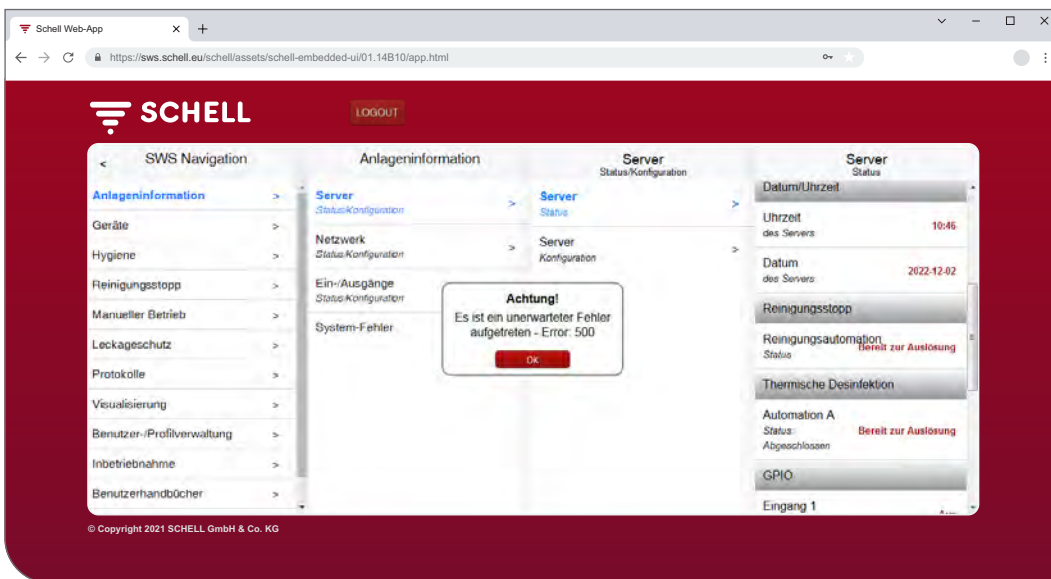 Schell Web-App
https://sws.schell.eu/schell/assets/schell-embedded-ui/01.14B10/app.html
SCHELL
LOGOUT
< SWS Navigation
Anlageninformation >
Geräte >
Hygiene >
Reinigungsstopp >
Manueller Betrieb >
Leckageschutz >
Protokolle >
Visualisierung >
Benutzer-/Profilverwaltung >
Inbetriebnahme >
Benutzerhandbücher >
Anlageninformation
Server >
Status/Konfiguration
Netzwerk >
Status/Konfiguration
Ein-/Ausgänge
Status/Konfiguration
System-Fehler
Server
Status/Konfiguration
Server >
Status
Server >
Konfiguration
Achtung!
Es ist ein unerwarteter Fehler
aufgetreten - Error: 500
OK
Server
Status
Datum/Uhrzeit
Uhrzeit
des Servers
10:46
Datum
des Servers
2022-12-02
Reinigungsstopp
Reinigungsautomation
Status
Bereit zur Auslösung
Thermische Desinfektion
Automation A
Status:
Abgeschlossen
Bereit zur Auslösung
GPIO
Eingang 1
© Copyright 2021 SCHELL GmbH & Co. KG